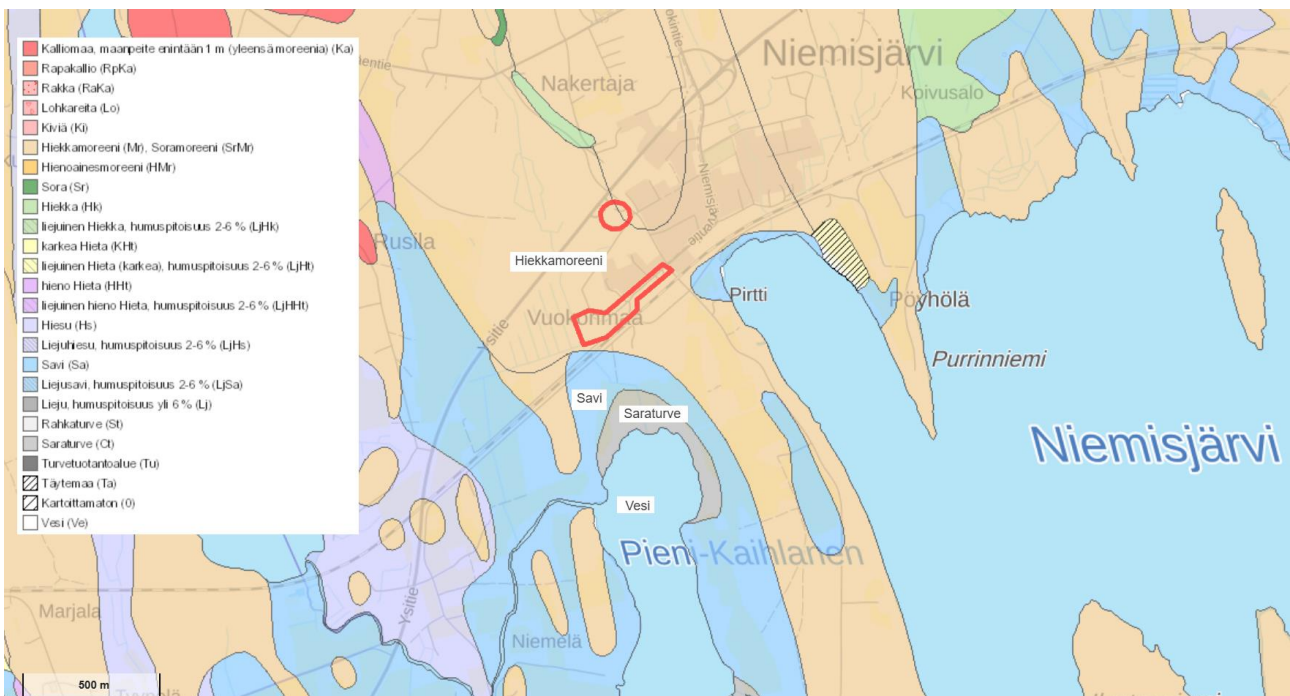 Kalliomaa, maanpeite enintään 1 m (yleensä moreenia) (Ka)
Rapakallio (RpKa)
Rakka (RaKa)
Lohkareita (Lo)
Kiviä (Ki)
Hiekkamoreeni (Mr), Soramoreeni (SrMr)
Hienoainesmoreeni (HMr)
Sora (Sr)
Hiekka (Hk)
liejuinen Hiekka, humuspitoisuus 2-6 % (LjHk)
karkea Hieta (KHt)
liejuinen Hieta (karkea), humuspitoisuus 2-6 % (LjHt)
hieno Hieta (HHt)
liejuinen hieno Hieta, humuspitoisuus 2-6 % (LjHHt)
Hiesu (Hs)
Liejuhiesu, humuspitoisuus 2-6 % (LjHs)
Savi (Sa)
Liejusavi, humuspitoisuus 2-6 % (LjSa)
Lieju, humuspitoisuus yli 6 % (Lj)
Rahkaturve (St)
Saraturve (Ct)
Turvetuotantoalue (Tu)
Täytemaa (Ta)
Kartoittamaton (0)
Vesi (Ve)
Niemisjärvi
Nakertaja
Koivusalo
Niemisjärventie
Rusila
Hiekkamoreeni
Pirtti
Pöyhölä
Vuokonmaa
Ysitie
Purrinniemi
Savi
Saraturve
Niemisjärvi
Vesi
Pieni-Kaihlanen
Marjala
Ysitie
Niemelä
500 m